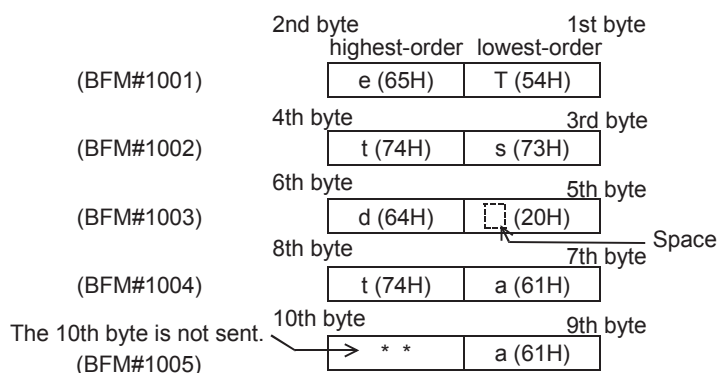 2nd byte 1st byte
highest-order lowest-order
(BFM#1001) e (65H) T (54H)
4th byte 3rd byte
(BFM#1002) t (74H) s (73H)
6th byte 5th byte
(BFM#1003) d (64H) (20H)
Space
8th byte 7th byte
(BFM#1004) t (74H) a (61H)
10th byte 9th byte
The 10th byte is not sent.
(BFM#1005) * * a (61H)